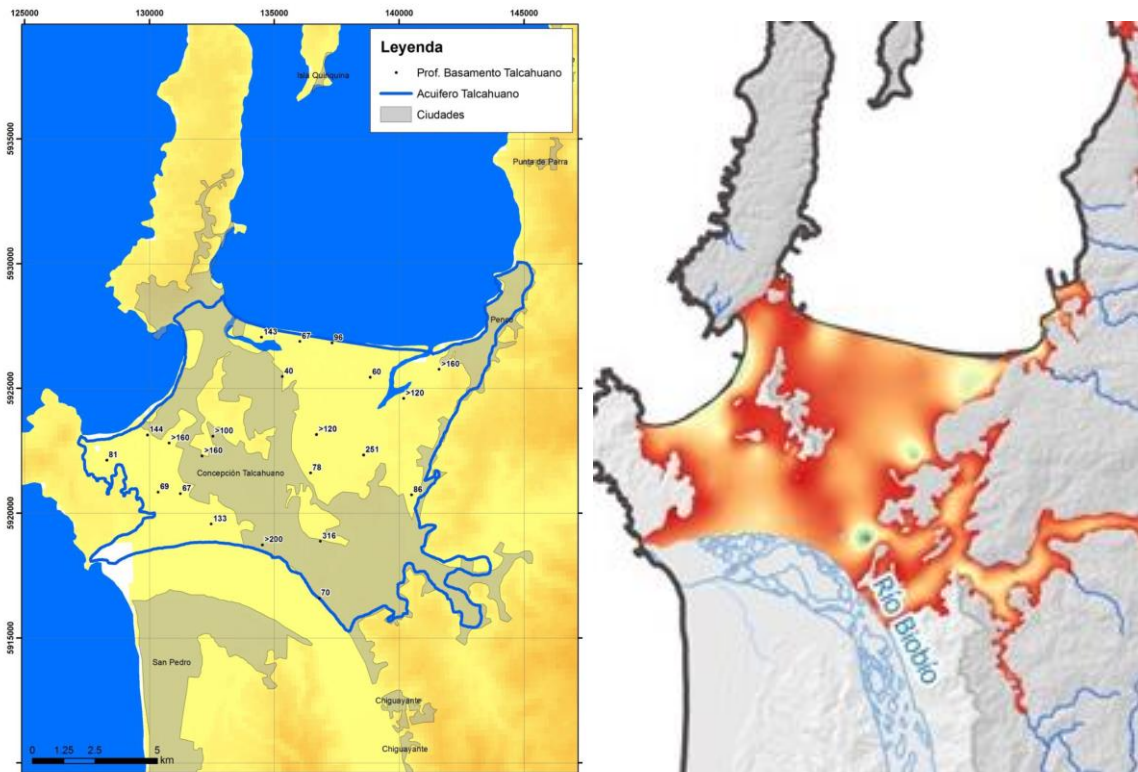 125000
130000
135000
140000
145000
Leyenda
Prof. Basamento Talcahuano
Acuifero Talcahuano
Ciudades
Isla Quiriquina
5935000
Punta de Parra
5930000
Penco
143
67
96
5925000
40
60
>160
>120
144
>160
>100
>120
81
>160
251
Concepción Talcahuano
78
69
67
86
5920000
133
>200
316
70
5915000
San Pedro
Chiguayante
Chiguayante
0 1.25 2.5 5
km
Río Biobío